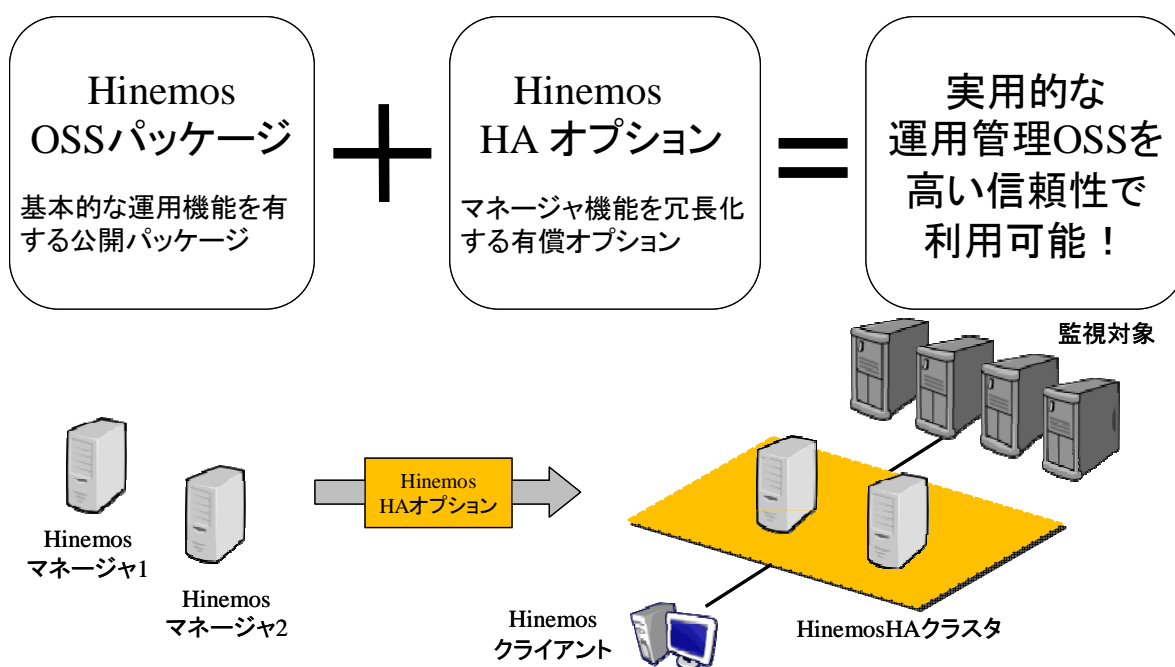 Hinemos
OSSパッケージ
基本的な運用機能を有
する公開パッケージ
＋
Hinemos
HA オプション
マネージャ機能を冗長化
する有償オプション
＝
実用的な
運用管理OSSを
高い信頼性で
利用可能！
監視対象
Hinemos
マネージャ1
Hinemos
マネージャ2
Hinemos
HAオプション
Hinemos
クライアント
HinemosHAクラスタ